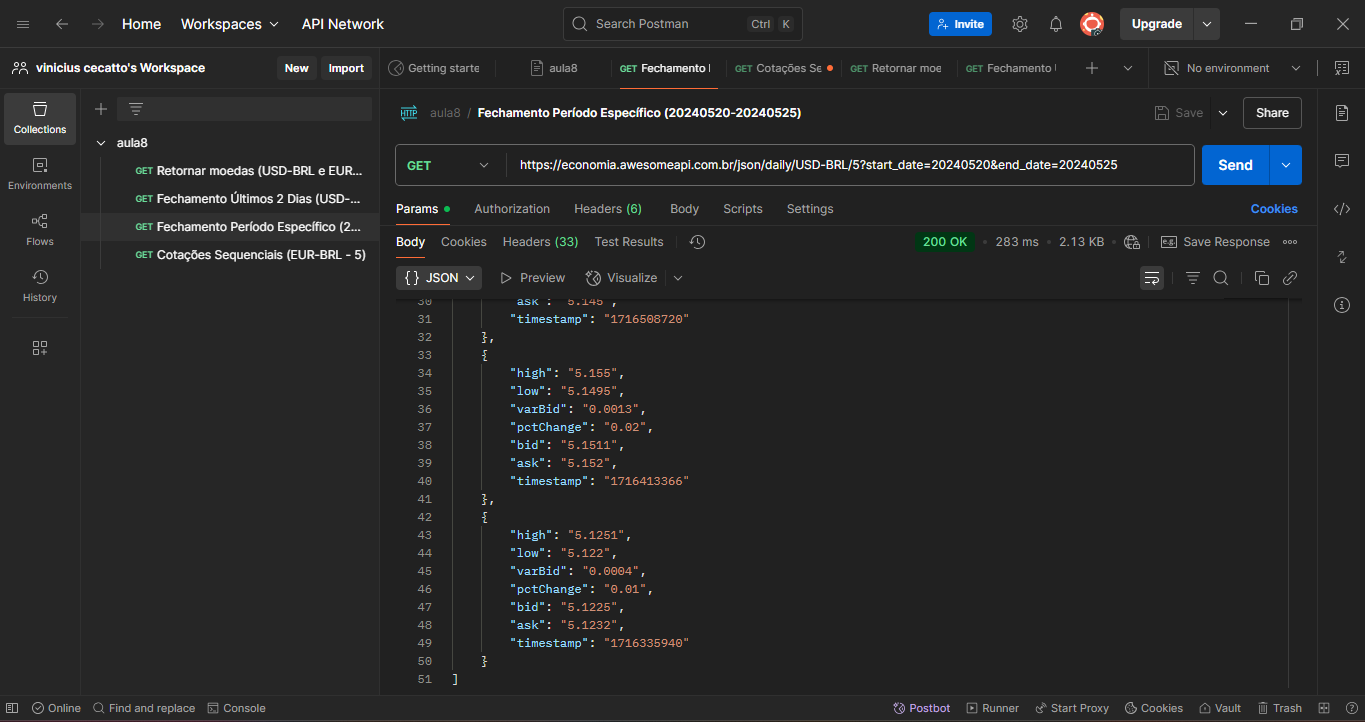 Home
Workspaces
API Network
Search Postman
Ctrl
K
Invite
Upgrade
vinicius cecatto's Workspace
New
Import
Getting starte
aula8
GET Fechamento
GET Cotações Se
GET Retornar moe
GET Fechamento
No environment
Collections
Environments
Flows
History
aula8
GET Retornar moedas (USD-BRL e EUR...
GET Fechamento Últimos 2 Dias (USD-...
GET Fechamento Período Específico (2...
GET Cotações Sequenciais (EUR-BRL - 5)
HTTP
aula8 / Fechamento Período Específico (20240520-20240525)
Save
Share
GET
https://economia.awesomeapi.com.br/json/daily/USD-BRL/5?start_date=20240520&end_date=20240525
Send
Params
Authorization
Headers (6)
Body
Scripts
Settings
Cookies
Body
Cookies
Headers (33)
Test Results
200 OK
283 ms
2.13 KB
e.g.
Save Response
{} JSON
Preview
Visualize
30 "ask": "5.145",
31 "timestamp": "1716508720"
32 },
33 {
34 "high": "5.155",
35 "low": "5.1495",
36 "varBid": "0.0013",
37 "pctChange": "0.02",
38 "bid": "5.1511",
39 "ask": "5.152",
40 "timestamp": "1716413366"
41 },
42 {
43 "high": "5.1251",
44 "low": "5.122",
45 "varBid": "0.0004",
46 "pctChange": "0.01",
47 "bid": "5.1225",
48 "ask": "5.1232",
49 "timestamp": "1716335940"
50 }
51 ]
Online
Find and replace
Console
Postbot
Runner
Start Proxy
Cookies
Vault
Trash